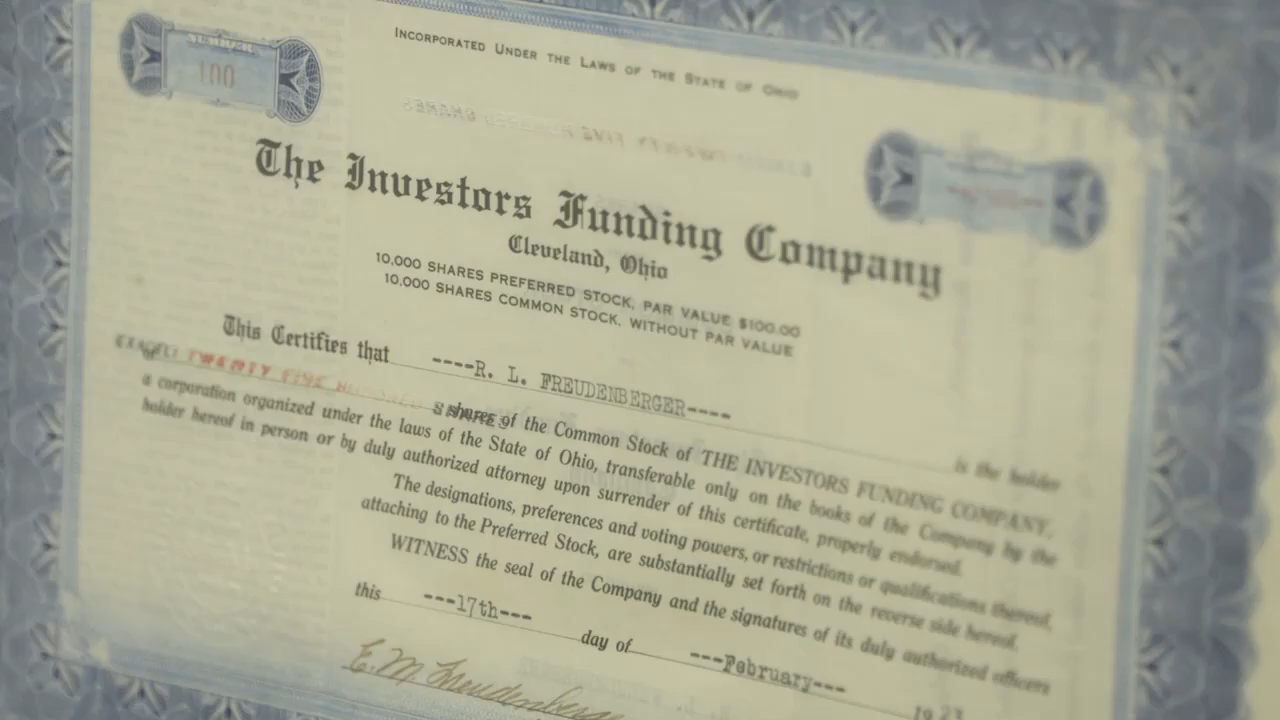 Incorporated Under the Laws of the State of Ohio
NUMBER
100
The Investors Funding Company
Cleveland, Ohio
10,000 SHARES PREFERRED STOCK, PAR VALUE $100.00
10,000 SHARES COMMON STOCK, WITHOUT PAR VALUE
This Certifies that ----R. L. FREUDENBERGER---- is the holder
EXACTLY TWENTY FIVE HUNDRED SHARES shares of the Common Stock of THE INVESTORS FUNDING COMPANY,
a corporation organized under the laws of the State of Ohio, transferable only on the books of the Company by the
holder hereof in person or by duly authorized attorney upon surrender of this certificate, properly endorsed.
The designations, preferences and voting powers, or restrictions or qualifications thereof,
attaching to the Preferred Stock, are substantially set forth on the reverse side hereof.
WITNESS the seal of the Company and the signatures of its duly authorized officers
this ---17th--- day of ---February--- 1923
E. M. Freudenberger